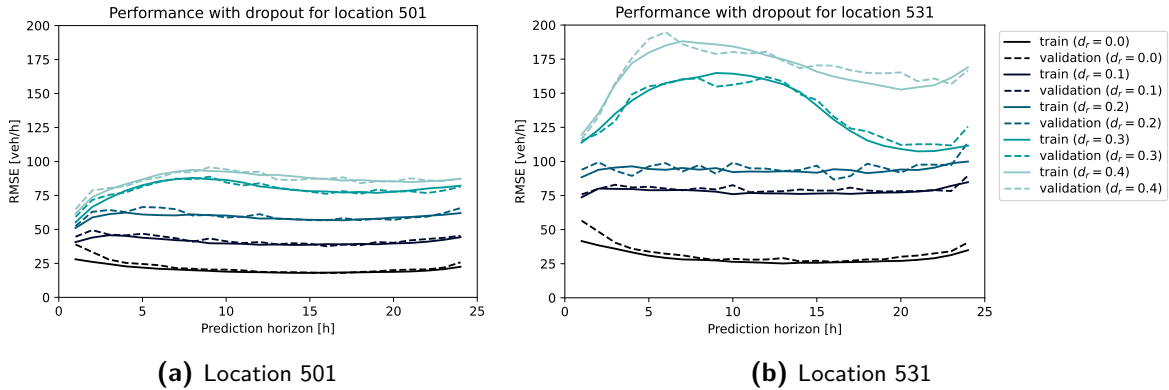 Performance with dropout for location 501
200
175
150
125
100
75
50
25
0
RMSE [veh/h]
0 5 10 15 20 25
Prediction horizon [h]
(a) Location 501
Performance with dropout for location 531
200
175
150
125
100
75
50
25
0
RMSE [veh/h]
0 5 10 15 20 25
Prediction horizon [h]
(b) Location 531
train (d_r = 0.0)
validation (d_r = 0.0)
train (d_r = 0.1)
validation (d_r = 0.1)
train (d_r = 0.2)
validation (d_r = 0.2)
train (d_r = 0.3)
validation (d_r = 0.3)
train (d_r = 0.4)
validation (d_r = 0.4)